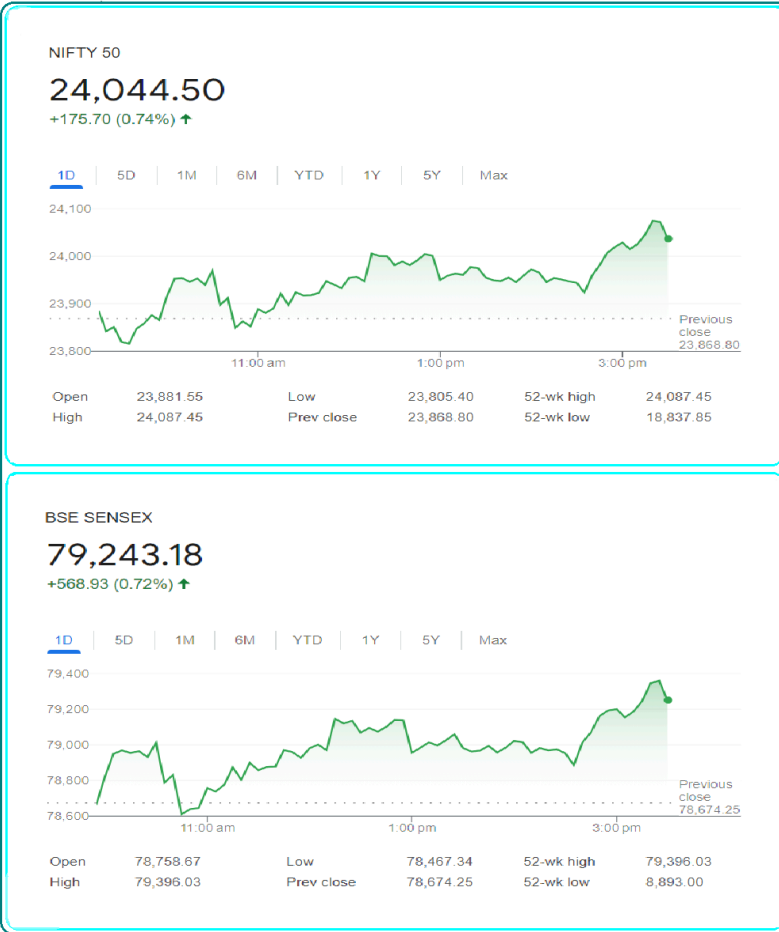 NIFTY 50
24,044.50
+175.70 (0.74%) ↑
1D 5D 1M 6M YTD 1Y 5Y Max
24,100
24,000
23,900
23,800
Previous
close
23,868.80
11:00 am 1:00 pm 3:00 pm
Open 23,881.55 Low 23,805.40 52-wk high 24,087.45
High 24,087.45 Prev close 23,868.80 52-wk low 18,837.85
BSE SENSEX
79,243.18
+568.93 (0.72%) ↑
1D 5D 1M 6M YTD 1Y 5Y Max
79,400
79,200
79,000
78,800
78,600
Previous
close
78,674.25
11:00 am 1:00 pm 3:00 pm
Open 78,758.67 Low 78,467.34 52-wk high 79,396.03
High 79,396.03 Prev close 78,674.25 52-wk low 8,893.00